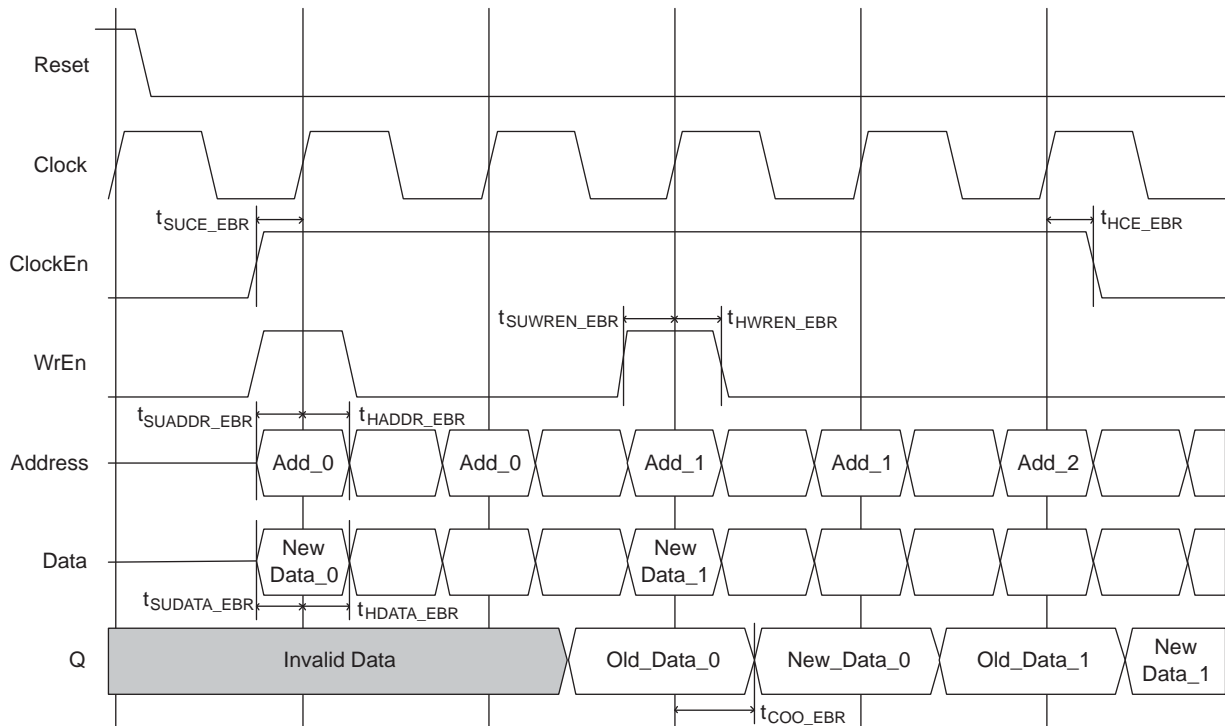 Reset
Clock
tSUCE_EBR
tHCE_EBR
ClockEn
tSUWREN_EBR
tHWREN_EBR
WrEn
tSUADDR_EBR
tHADDR_EBR
Address
Add_0
Add_0
Add_1
Add_1
Add_2
Data
New
Data_0
New
Data_1
tSUDATA_EBR
tHDATA_EBR
Q
Invalid Data
Old_Data_0
New_Data_0
Old_Data_1
New
Data_1
tCOO_EBR